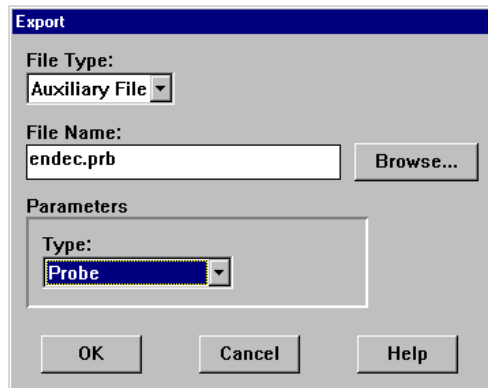 Export
File Type:
Auxiliary File
File Name:
endec.prb
Browse...
Parameters
Type:
Probe
OK Cancel Help